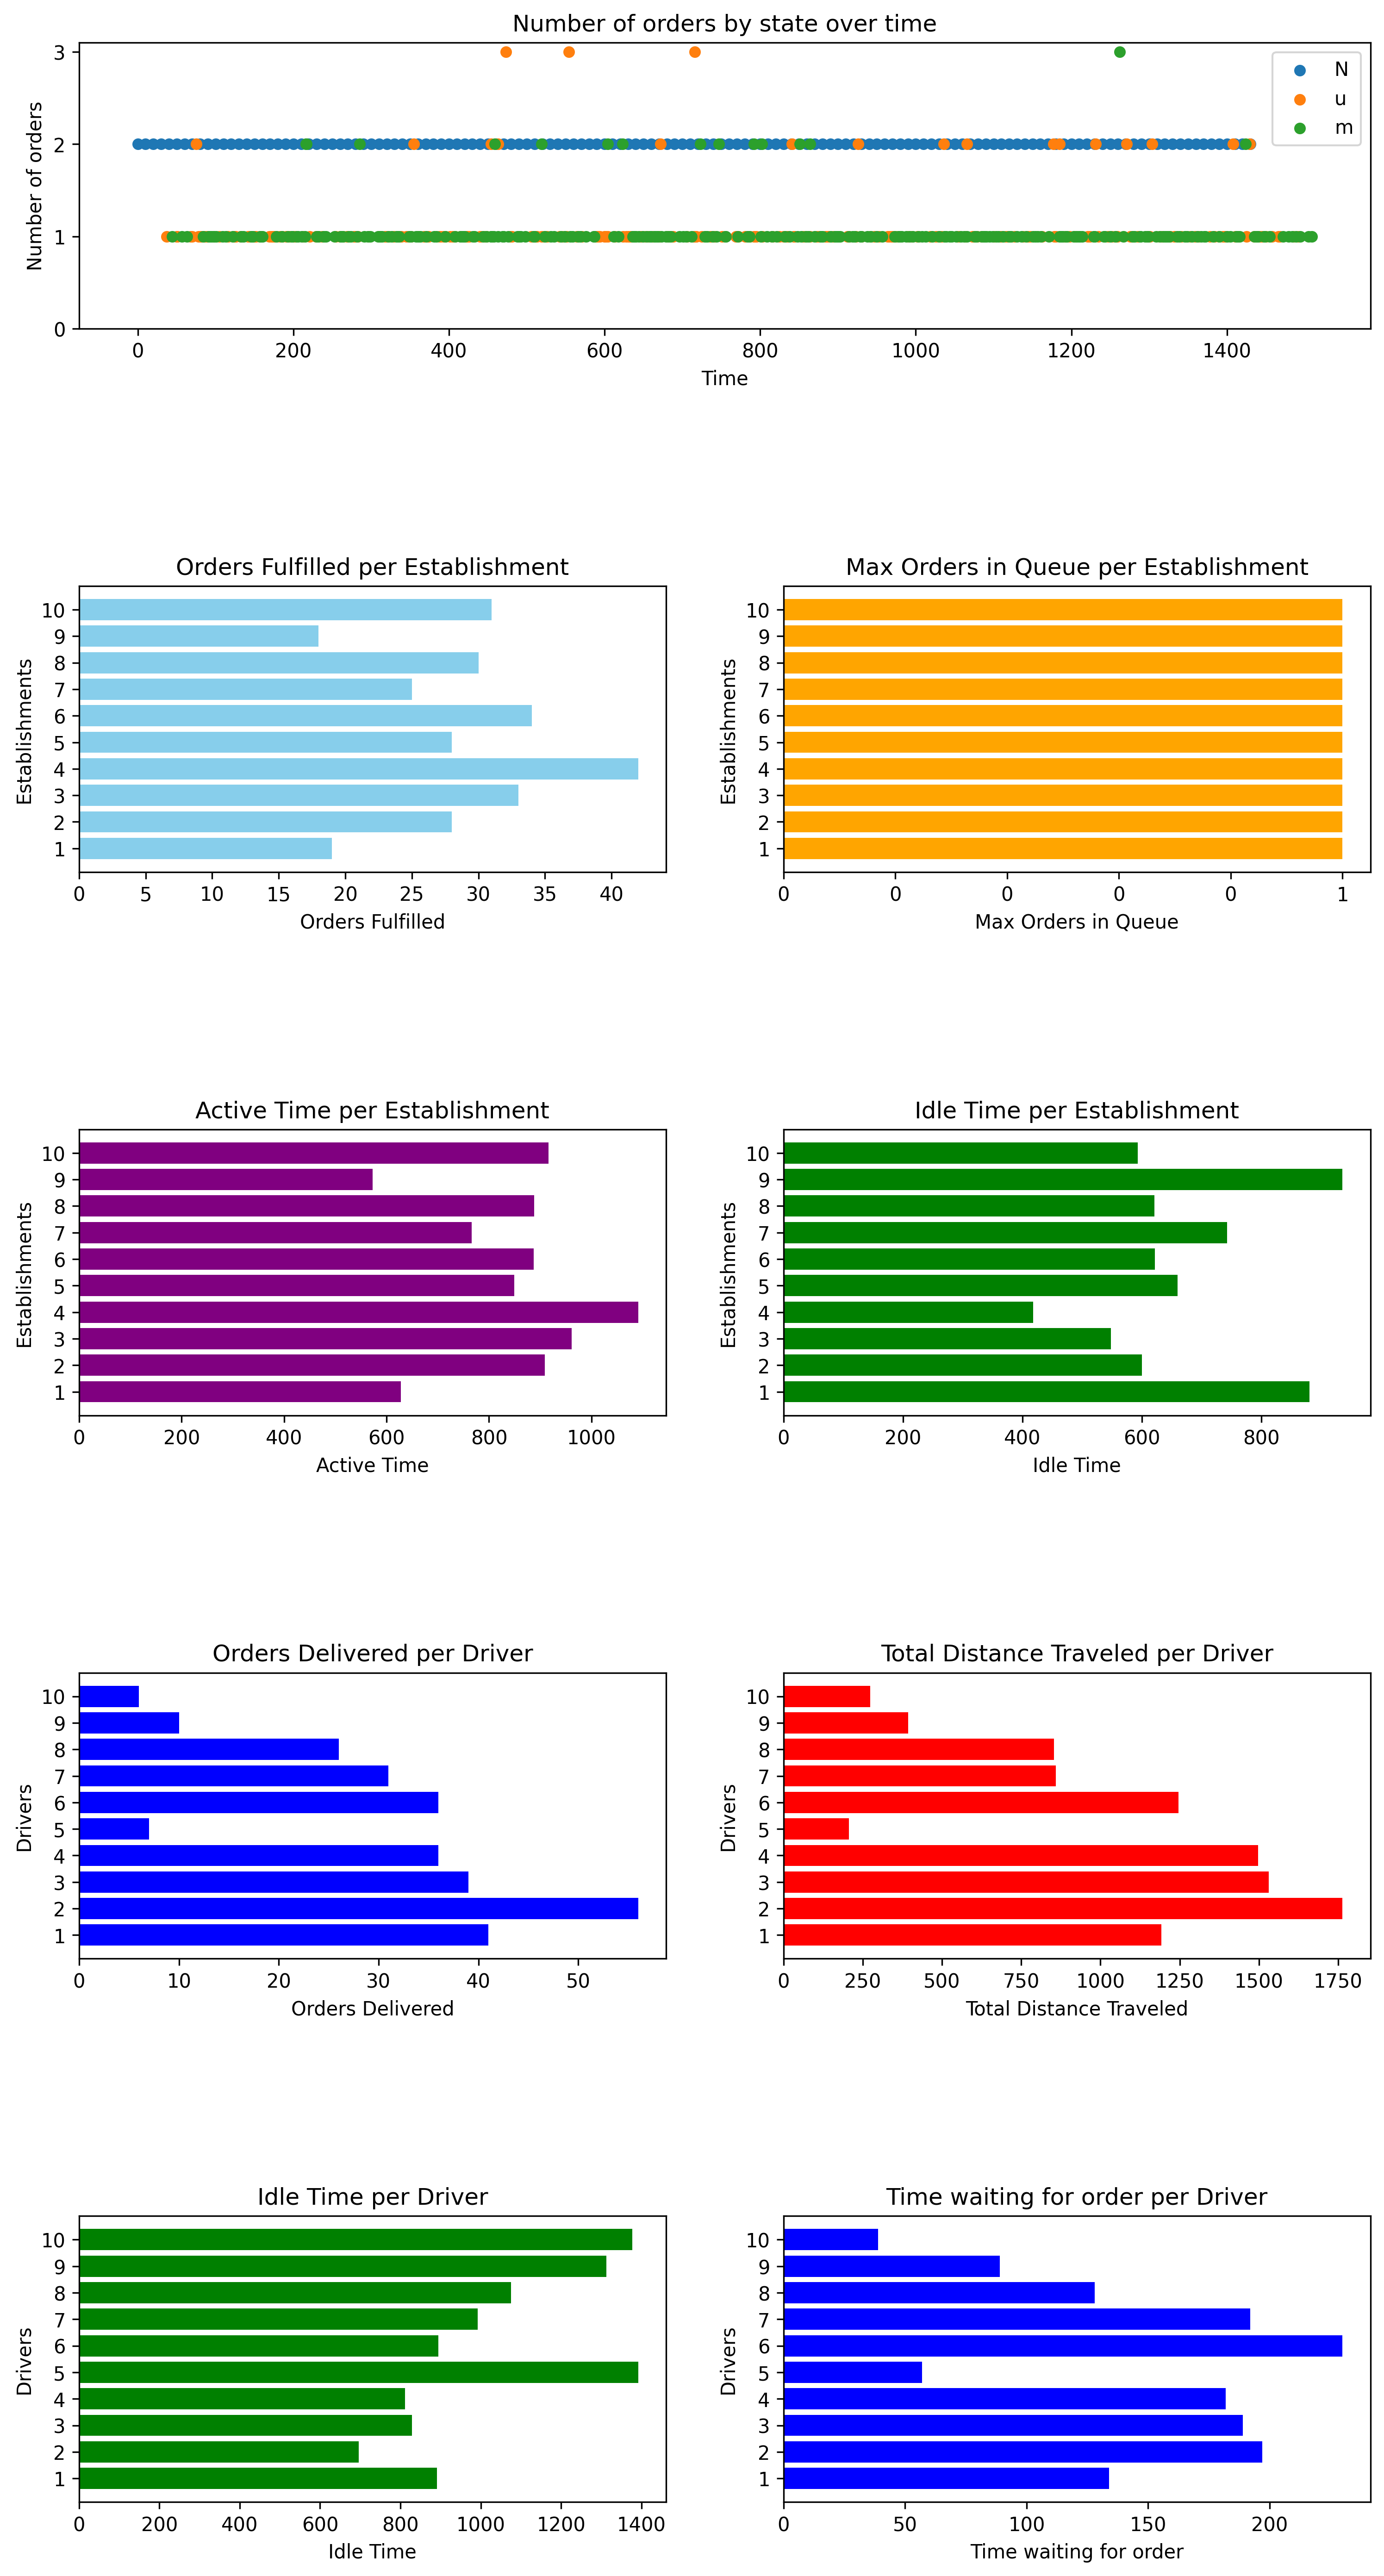 Number of orders by state over time
Number of orders
3
2
1
0
N
u
m
0 200 400 600 800 1000 1200 1400
Time
Orders Fulfilled per Establishment
Establishments
10
9
8
7
6
5
4
3
2
1
0 5 10 15 20 25 30 35 40
Orders Fulfilled
Max Orders in Queue per Establishment
Establishments
10
9
8
7
6
5
4
3
2
1
0 0 0 0 0 1
Max Orders in Queue
Active Time per Establishment
Establishments
10
9
8
7
6
5
4
3
2
1
0 200 400 600 800 1000
Active Time
Idle Time per Establishment
Establishments
10
9
8
7
6
5
4
3
2
1
0 200 400 600 800
Idle Time
Orders Delivered per Driver
Drivers
10
9
8
7
6
5
4
3
2
1
0 10 20 30 40 50
Orders Delivered
Total Distance Traveled per Driver
Drivers
10
9
8
7
6
5
4
3
2
1
0 250 500 750 1000 1250 1500 1750
Total Distance Traveled
Idle Time per Driver
Drivers
10
9
8
7
6
5
4
3
2
1
0 200 400 600 800 1000 1200 1400
Idle Time
Time waiting for order per Driver
Drivers
10
9
8
7
6
5
4
3
2
1
0 50 100 150 200
Time waiting for order